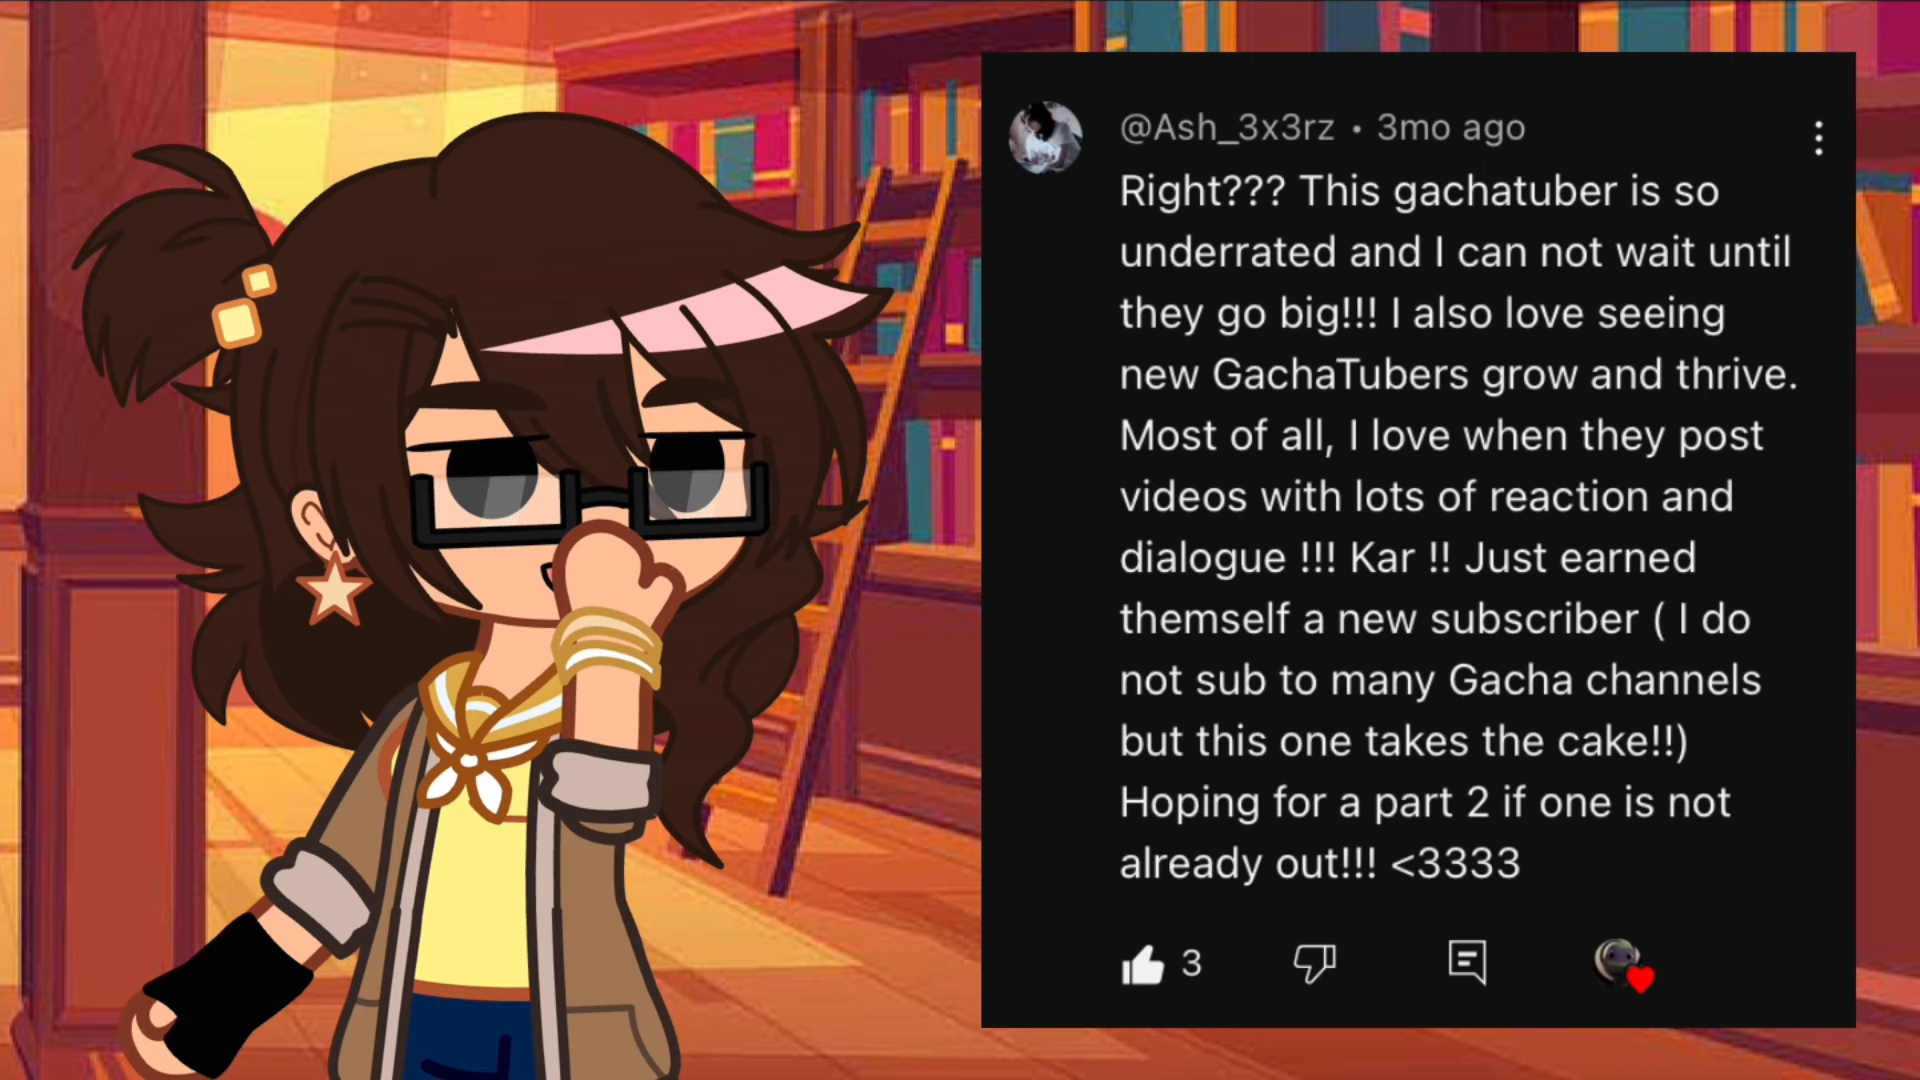 @Ash_3x3rz • 3mo ago
Right??? This gachatuber is so
underrated and I can not wait until
they go big!!! I also love seeing
new GachaTubers grow and thrive.
Most of all, I love when they post
videos with lots of reaction and
dialogue !!! Kar !! Just earned
themself a new subscriber ( I do
not sub to many Gacha channels
but this one takes the cake!!)
Hoping for a part 2 if one is not
already out!!! <3333
3